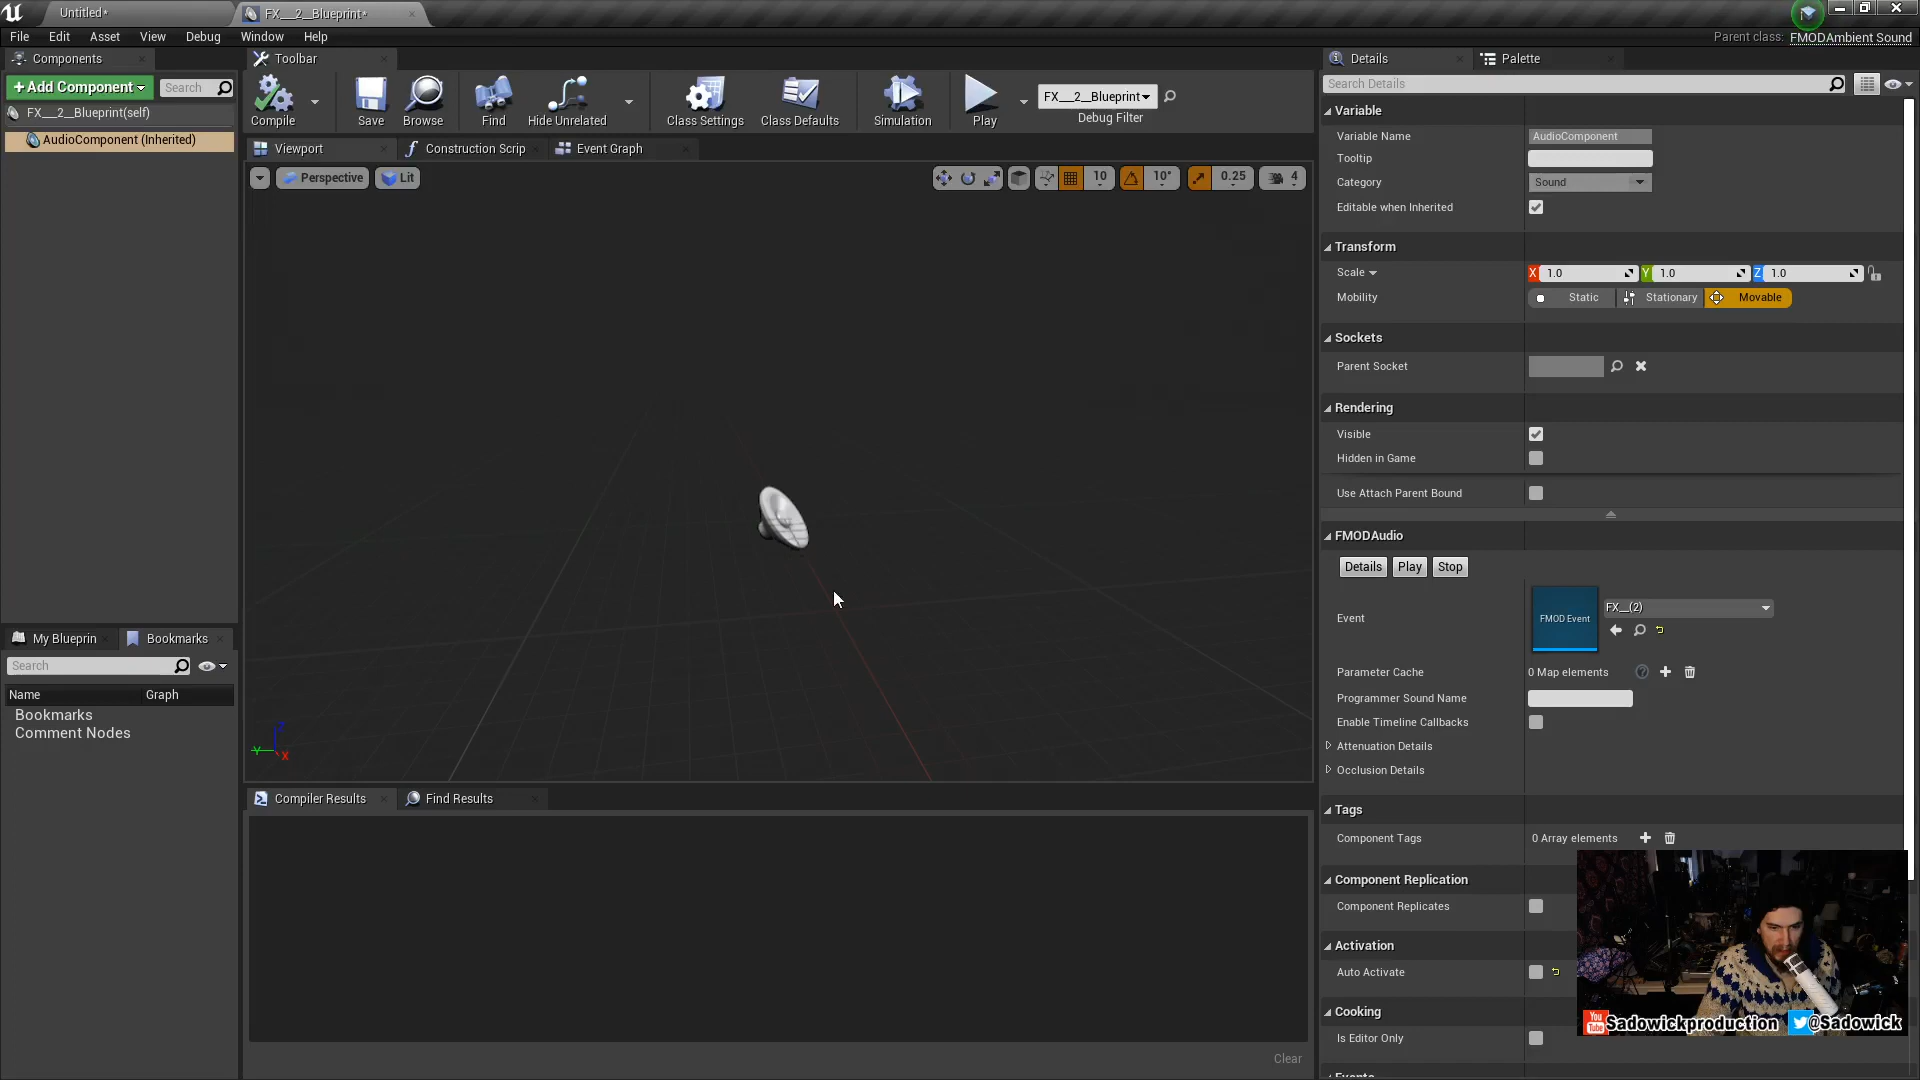 Untitled*
FX__2__Blueprint*
File Edit Asset View Debug Window Help
Parent class: FMODAmbient Sound
Components
+Add Component
Search
FX__2__Blueprint(self)
AudioComponent (Inherited)
Toolbar
Compile
Save
Browse
Find
Hide Unrelated
Class Settings
Class Defaults
Simulation
Play
FX__2__Blueprint
Debug Filter
Viewport
Construction Scrip
Event Graph
Perspective
Lit
10
10°
0.25
4
Z
Y
X
My Blueprin
Bookmarks
Search
Name Graph
Bookmarks
Comment Nodes
Compiler Results
Find Results
Clear
Details
Palette
Search Details
Variable
Variable Name AudioComponent
Tooltip
Category Sound
Editable when Inherited
Transform
Scale X 1.0 Y 1.0 Z 1.0
Mobility Static Stationary Movable
Sockets
Parent Socket
Rendering
Visible
Hidden in Game
Use Attach Parent Bound
FMODAudio
Details Play Stop
Event FMOD Event FX__(2)
Parameter Cache 0 Map elements
Programmer Sound Name
Enable Timeline Callbacks
Attenuation Details
Occlusion Details
Tags
Component Tags 0 Array elements
Component Replication
Component Replicates
Activation
Auto Activate
Cooking
Is Editor Only
Events
You Tube Sadowickproduction @Sadowick